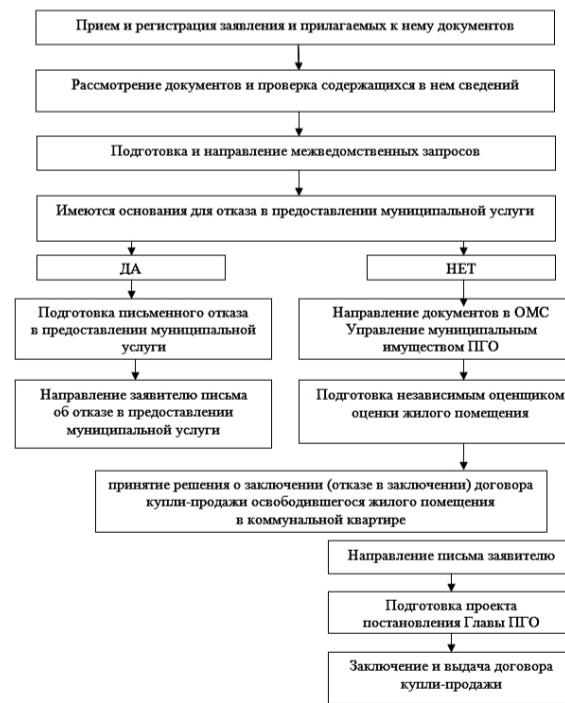 Прием и регистрация заявления и прилагаемых к нему документов
Рассмотрение документов и проверка содержащихся в нем сведений
Подготовка и направление межведомственных запросов
Имеются основания для отказа в предоставлении муниципальной услуги
ДА
НЕТ
Подготовка письменного отказа
в предоставлении муниципальной
услуги
Направление документов в ОМС
Управление муниципальным
имуществом ПГО
Направление заявителю письма
об отказе в предоставлении
муниципальной услуги
Подготовка независимым оценщиком
оценки жилого помещения
принятие решения о заключении (отказе в заключении) договора
купли-продажи освободившегося жилого помещения
в коммунальной квартире
Направление письма заявителю
Подготовка проекта
постановления Главы ПГО
Заключение и выдача договора
купли-продажи